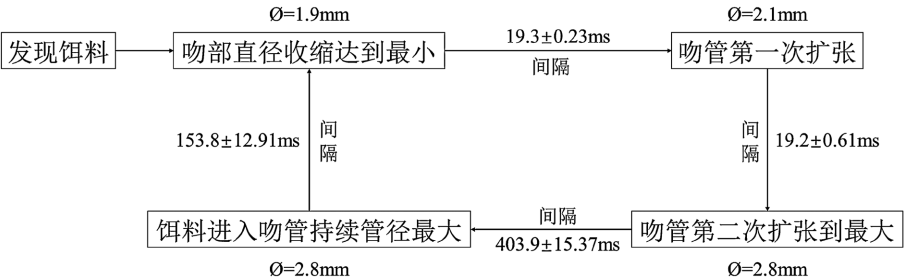 Ø=1.9mm
Ø=2.1mm
发现饵料
吻部直径收缩达到最小
19.3±0.23ms
间隔
吻管第一次扩张
153.8±12.91ms
间隔
间隔
19.2±0.61ms
饵料进入吻管持续管径最大
间隔
403.9±15.37ms
吻管第二次扩张到最大
Ø=2.8mm
Ø=2.8mm